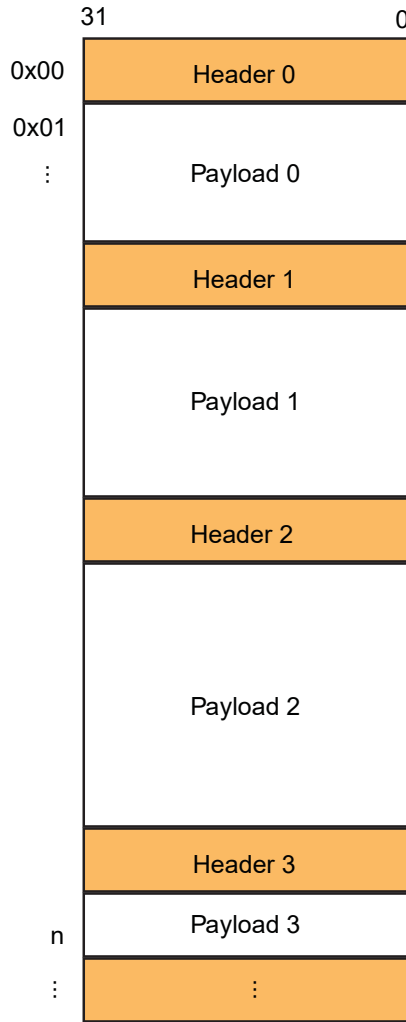 31 0
0x00 Header 0
0x01
⋮ Payload 0
Header 1
Payload 1
Header 2
Payload 2
Header 3
Payload 3
n
⋮ ⋮